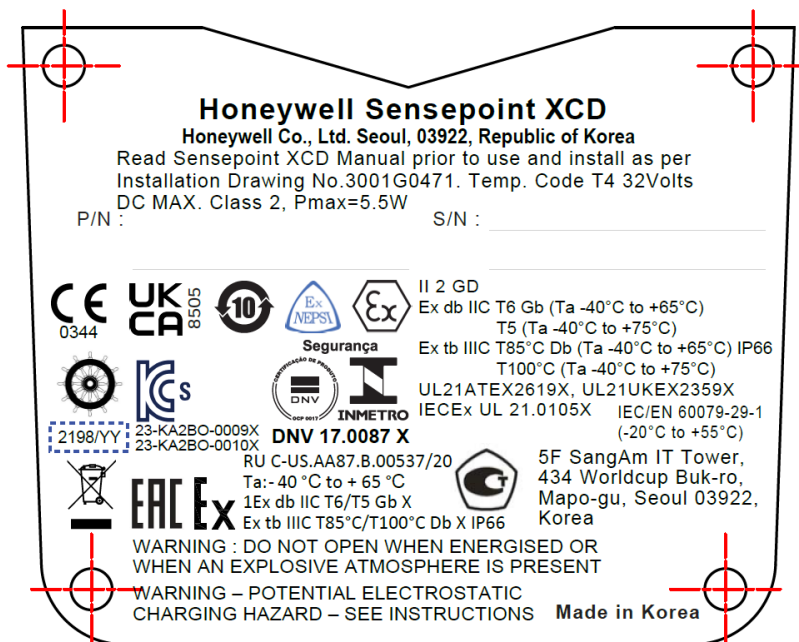 Honeywell Sensepoint XCD
Honeywell Co., Ltd. Seoul, 03922, Republic of Korea
Read Sensepoint XCD Manual prior to use and install as per
Installation Drawing No.3001G0471. Temp. Code T4 32Volts
DC MAX. Class 2, Pmax=5.5W
P/N :
S/N :
CE
0344
UK
CA
8505
10
Ex
NEPSI
Ex
II 2 GD
Ex db IIC T6 Gb (Ta -40°C to +65°C)
T5 (Ta -40°C to +75°C)
Ex tb IIIC T85°C Db (Ta -40°C to +65°C) IP66
T100°C (Ta -40°C to +75°C)
UL21ATEX2619X, UL21UKEX2359X
IECEx UL 21.0105X
IEC/EN 60079-29-1
(-20°C to +55°C)
2198/YY
KCs
23-KA2BO-0009X
23-KA2BO-0010X
Segurança
CERTIFICAÇÃO DE PRODUTO
DNV
OCP 0017
INMETRO
DNV 17.0087 X
EAC Ex
RU C-US.AA87.B.00537/20
Ta:- 40 °C to + 65 °C
1Ex db IIC T6/T5 Gb X
Ex tb IIIC T85°C/T100°C Db X IP66
5F SangAm IT Tower,
434 Worldcup Buk-ro,
Mapo-gu, Seoul 03922,
Korea
WARNING : DO NOT OPEN WHEN ENERGISED OR
WHEN AN EXPLOSIVE ATMOSPHERE IS PRESENT
WARNING – POTENTIAL ELECTROSTATIC
CHARGING HAZARD – SEE INSTRUCTIONS
Made in Korea